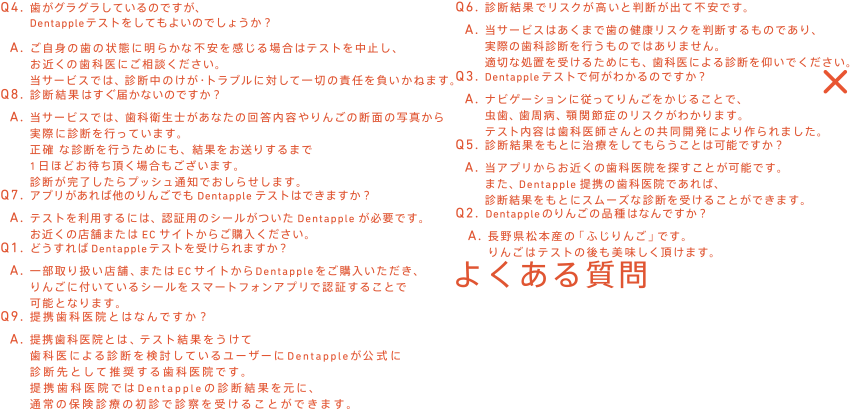 Q4. 歯がグラグラしているのですが、
Dentappleテストをしてもよいのでしょうか？
A. ご自身の歯の状態に明らかな不安を感じる場合はテストを中止し、
お近くの歯科医にご相談ください。
当サービスでは、診断中のけが・トラブルに対して一切の責任を負いかねます。
Q8. 診断結果はすぐ届かないのですか？
A. 当サービスでは、歯科衛生士があなたの回答内容やりんごの断面の写真から
実際に診断を行っています。
正確 な診断を行うためにも、結果をお送りするまで
1日ほどお待ち頂く場合もございます。
診断が完了したらプッシュ通知でおしらせします。
Q7. アプリがあれば他のりんごでも Dentapple テストはできますか？
A. テストを利用するには、認証用のシールがついた Dentapple が必要です。
お近くの店舗または EC サイトからご購入ください。
Q1. どうすればDentappleテストを受けられますか？
A. 一部取り扱い店舗、またはECサイトからDentappleをご購入いただき、
りんごに付いているシールをスマートフォンアプリで認証することで
可能となります。
Q9. 提携歯科医院とはなんですか？
A. 提携歯科医院とは、テスト結果をうけて
歯科医による診断を検討しているユーザーにDentappleが公式に
診断先として推奨する歯科医院です。
提携歯科医院ではDentappleの診断結果を元に、
通常の保険診療の初診で診察を受けることができます。
Q6. 診断結果でリスクが高いと判断が出て不安です。
A. 当サービスはあくまで歯の健康リスクを判断するものであり、
実際の歯科診断を行うものではありません。
適切な処置を受けるためにも、歯科医による診断を仰いでください。
Q3. Dentappleテストで何がわかるのですか？
A. ナビゲーションに従ってりんごをかじることで、
虫歯、歯周病、顎関節症のリスクがわかります。
テスト内容は歯科医師さんとの共同開発により作られました。
Q5. 診断結果をもとに治療をしてもらうことは可能ですか？
A. 当アプリからお近くの歯科医院を探すことが可能です。
また、Dentapple 提携の歯科医院であれば、
診断結果をもとにスムーズな診断を受けることができます。
Q2. Dentappleのりんごの品種はなんですか？
A. 長野県松本産の「ふじりんご」です。
りんごはテストの後も美味しく頂けます。
よくある質問